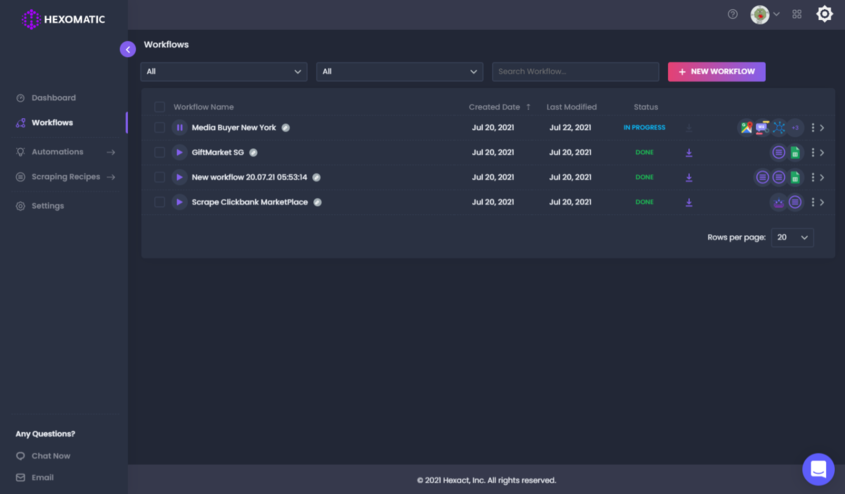 HEXOMATIC
Workflows
All
All
Search Workflow...
+ NEW WORKFLOW
Dashboard
Workflows
Automations
Scraping Recipes
Settings
Workflow Name Created Date ↑ Last Modified Status
Media Buyer New York Jul 20, 2021 Jul 22, 2021 IN PROGRESS +3
GiftMarket SG Jul 20, 2021 Jul 20, 2021 DONE
New workflow 20.07.21 05:53:14 Jul 20, 2021 Jul 20, 2021 DONE
Scrape Clickbank MarketPlace Jul 20, 2021 Jul 20, 2021 DONE
Rows per page: 20
Any Questions?
Chat Now
Email
© 2021 Hexact, Inc. All rights reserved.